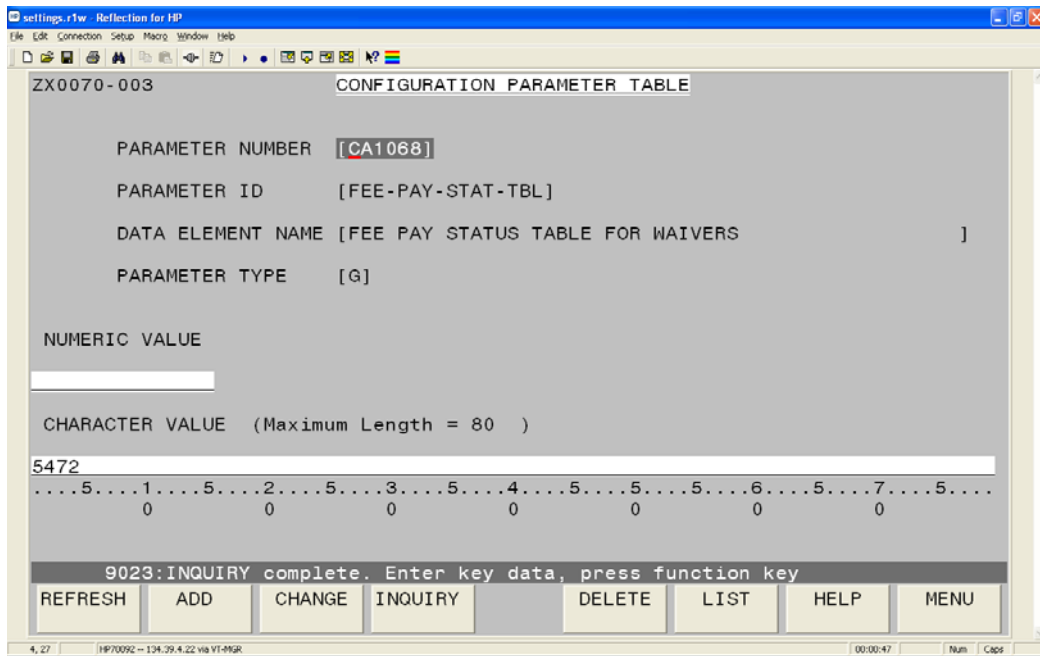 settings.r1w - Reflection for HP
File Edit Connection Setup Macro Window Help
ZX0070-003 CONFIGURATION PARAMETER TABLE
PARAMETER NUMBER [CA1068]
PARAMETER ID [FEE-PAY-STAT-TBL]
DATA ELEMENT NAME [FEE PAY STATUS TABLE FOR WAIVERS ]
PARAMETER TYPE [G]
NUMERIC VALUE
CHARACTER VALUE (Maximum Length = 80 )
5472
....5....1....5....2....5....3....5....4....5....5....5....6....5....7....5....
0 0 0 0 0 0 0
9023:INQUIRY complete. Enter key data, press function key
REFRESH ADD CHANGE INQUIRY DELETE LIST HELP MENU
4, 27 HP70092 -- 134.39.4.22 via VT-MGR 00:00:47 Num Caps